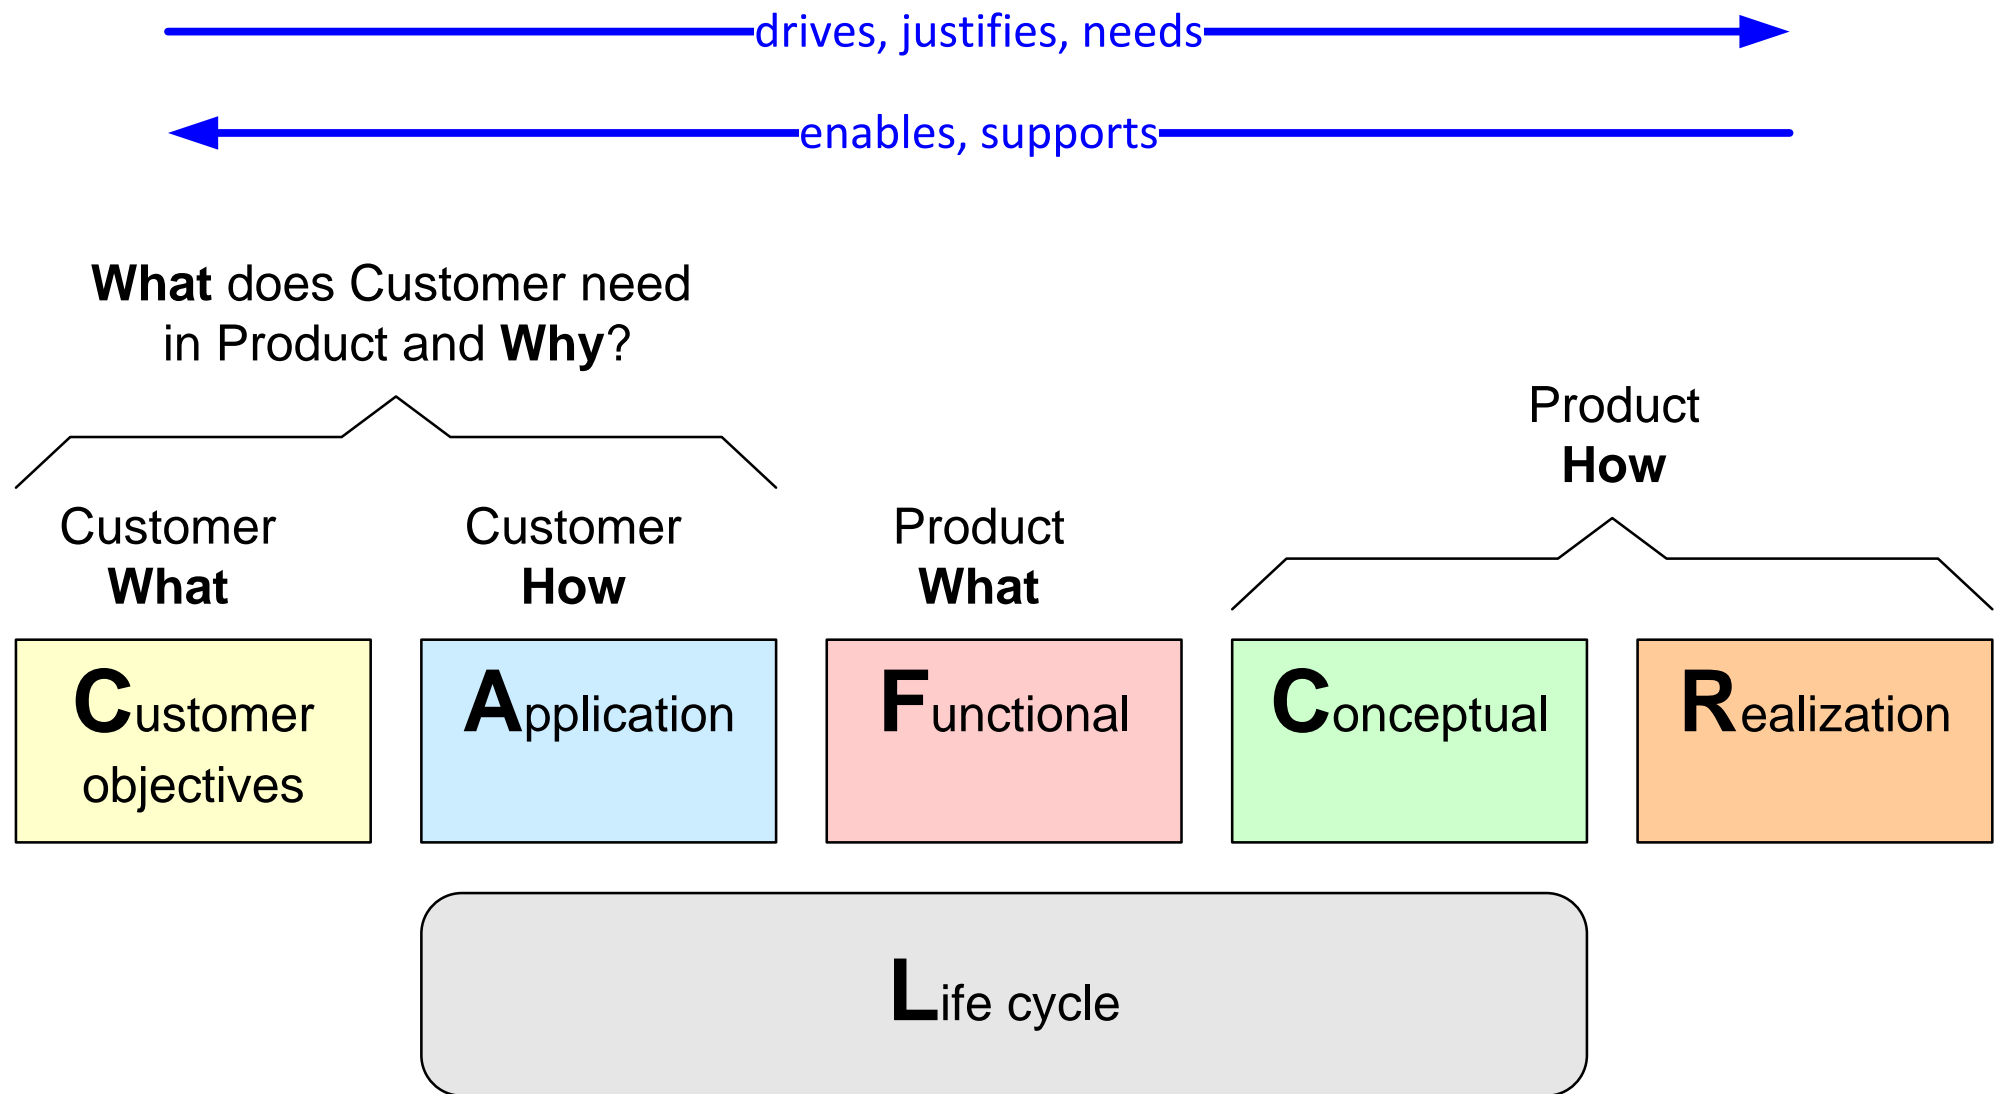 drives, justifies, needs
enables, supports
What does Customer need
in Product and Why?
Customer
What
Customer
How
Product
What
Product
How
Customer
objectives
Application
Functional
Conceptual
Realization
Life cycle